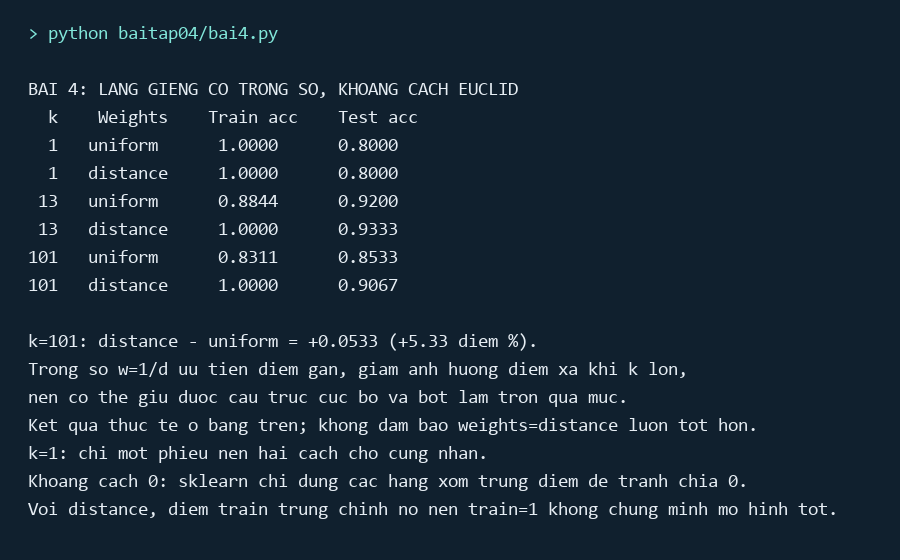 > python baitap04/bai4.py
BAI 4: LANG GIENG CO TRONG SO, KHOANG CACH EUCLID
k    Weights    Train acc    Test acc
1   uniform      1.0000      0.8000
1   distance     1.0000      0.8000
13   uniform      0.8844      0.9200
13   distance     1.0000      0.9333
101   uniform      0.8311      0.8533
101   distance     1.0000      0.9067
k=101: distance - uniform = +0.0533 (+5.33 diem %).
Trong so w=1/d uu tien diem gan, giam anh huong diem xa khi k lon,
nen co the giu duoc cau truc cuc bo va bot lam tron qua muc.
Ket qua thuc te o bang tren; khong dam bao weights=distance luon tot hon.
k=1: chi mot phieu nen hai cach cho cung nhan.
Khoang cach 0: sklearn chi dung cac hang xom trung diem de tranh chia 0.
Voi distance, diem train trung chinh no nen train=1 khong chung minh mo hinh tot.